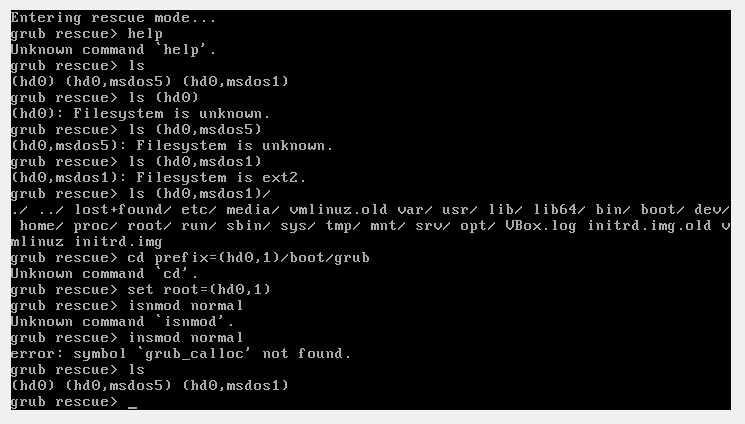 Entering rescue mode...
grub rescue> help
Unknown command `help'.
grub rescue> ls
(hd0) (hd0,msdos5) (hd0,msdos1)
grub rescue> ls (hd0)
(hd0): Filesystem is unknown.
grub rescue> ls (hd0,msdos5)
(hd0,msdos5): Filesystem is unknown.
grub rescue> ls (hd0,msdos1)
(hd0,msdos1): Filesystem is ext2.
grub rescue> ls (hd0,msdos1)/
./ ../ lost+found/ etc/ media/ vmlinuz.old var/ usr/ lib/ lib64/ bin/ boot/ dev/
home/ proc/ root/ run/ sbin/ sys/ tmp/ mnt/ srv/ opt/ VBox.log initrd.img.old v
mlinuz initrd.img
grub rescue> cd prefix=(hd0,1)/boot/grub
Unknown command `cd'.
grub rescue> set root=(hd0,1)
grub rescue> isnmod normal
Unknown command `isnmod'.
grub rescue> insmod normal
error: symbol `grub_calloc' not found.
grub rescue> ls
(hd0) (hd0,msdos5) (hd0,msdos1)
grub rescue> _